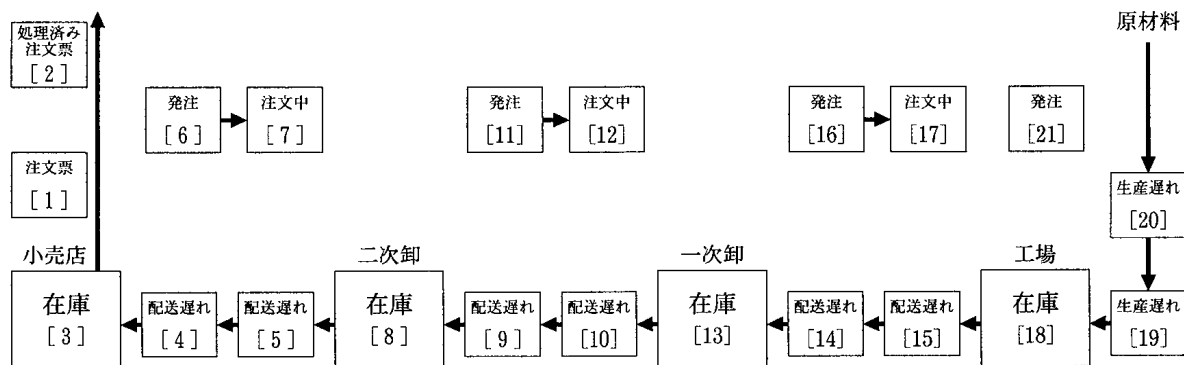 処理済み
注文票
[ 2 ]
原材料
発注
[ 6 ]
注文中
[ 7 ]
発注
[11]
注文中
[12]
発注
[16]
注文中
[17]
発注
[21]
注文票
[ 1 ]
生産遅れ
[20]
小売店
二次卸
一次卸
工場
在庫
[ 3 ]
配送遅れ
[ 4 ]
配送遅れ
[ 5 ]
在庫
[ 8 ]
配送遅れ
[ 9 ]
配送遅れ
[10]
在庫
[13]
配送遅れ
[14]
配送遅れ
[15]
在庫
[18]
生産遅れ
[19]